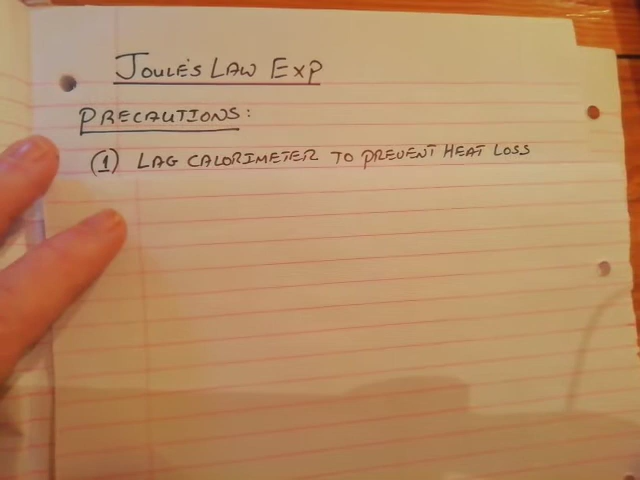 JOULE'S LAW EXP
PRECAUTIONS:
(1) LAG CALORIMETER TO PREVENT HEAT LOSS